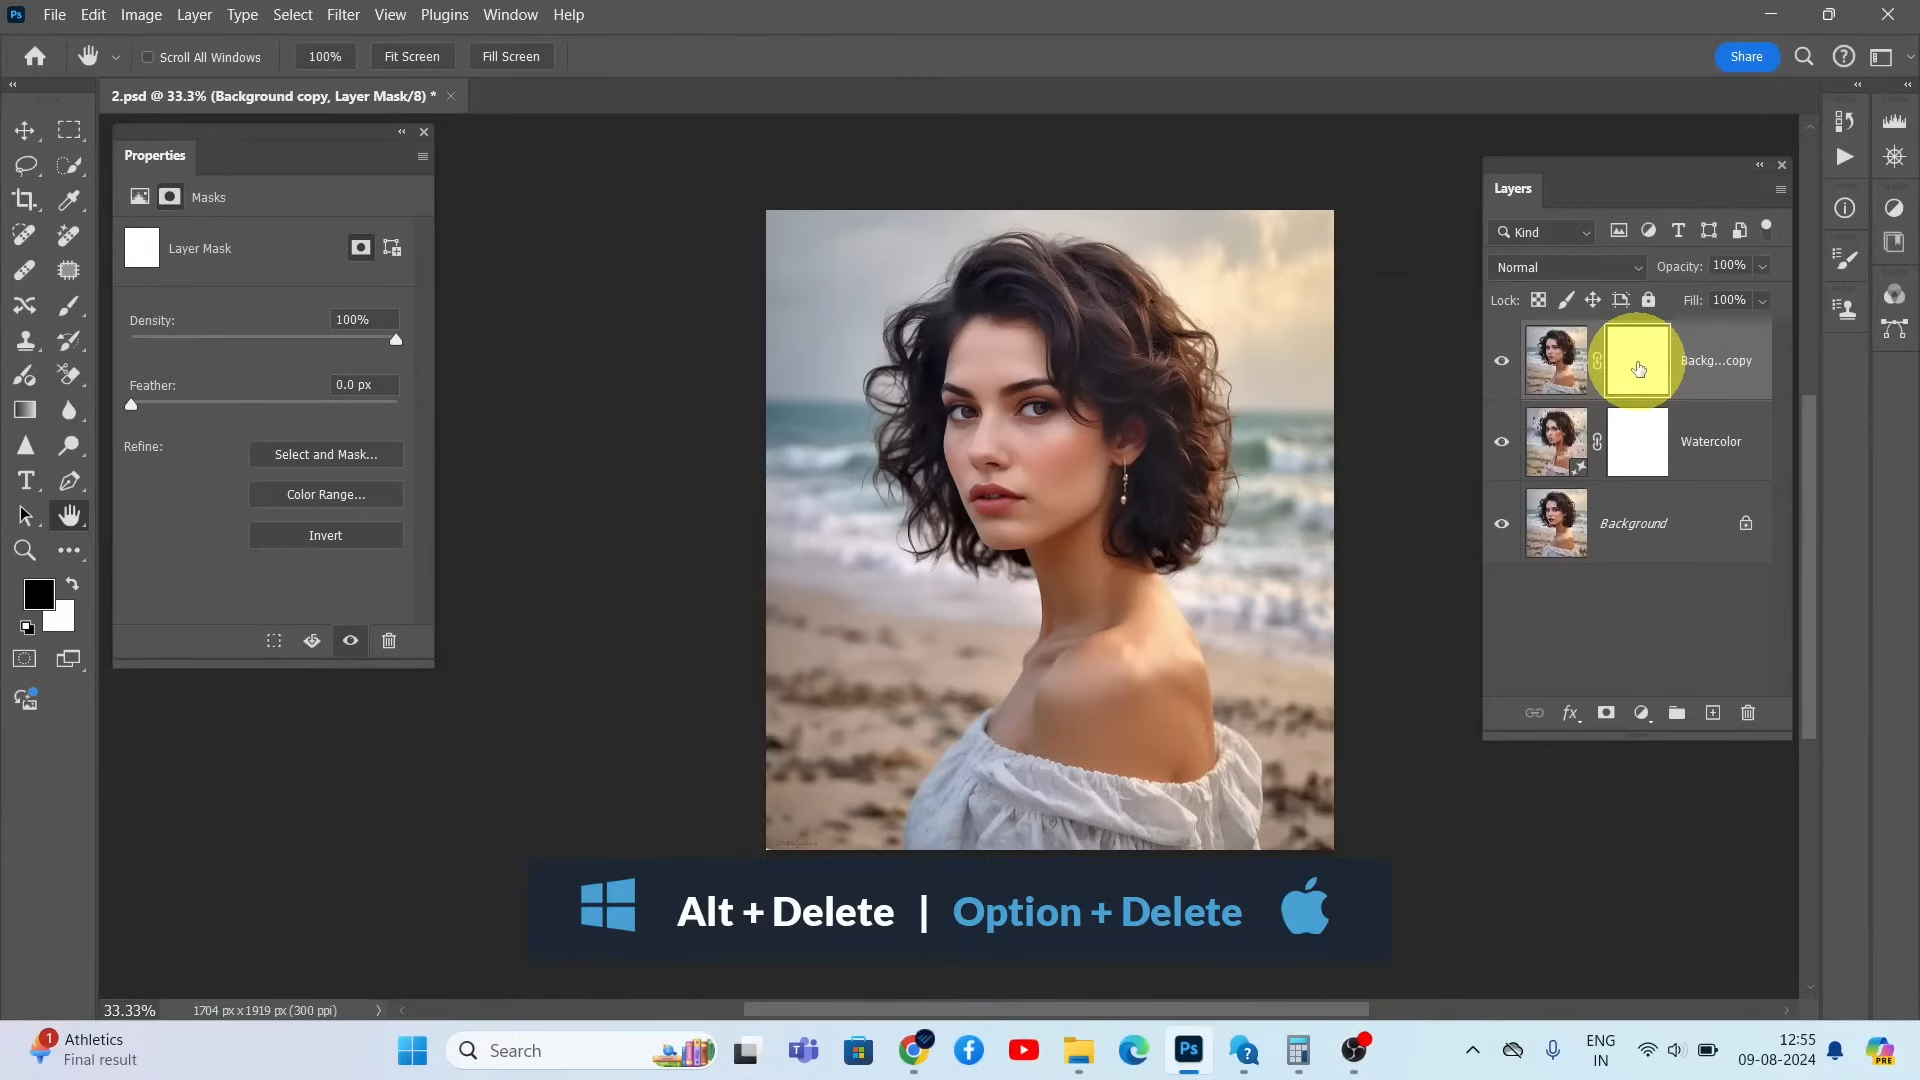 Ps File Edit Image Layer Type Select Filter View Plugins Window Help
Scroll All Windows 100% Fit Screen Fill Screen Share
2.psd @ 33.3% (Background copy, Layer Mask/8) *
Properties
Masks
Layer Mask
Density: 100%
Feather: 0.0 px
Refine:
Select and Mask...
Color Range...
Invert
Layers
Kind
Normal Opacity: 100%
Lock: Fill: 100%
Backg...copy
Watercolor
Background
fx
Alt + Delete | Option + Delete
33.33% 1704 px x 1919 px (300 ppi)
1 Athletics
Final result
Search
Ps
ENG
IN
12:55
09-08-2024
PRE